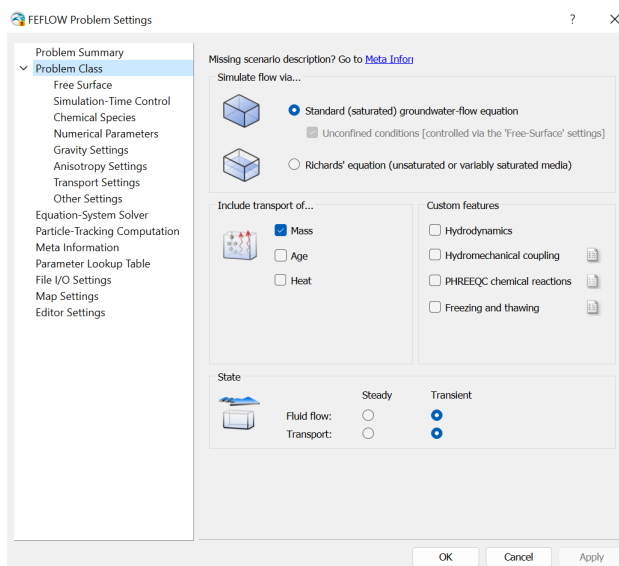 FEFLOW Problem Settings
?
Problem Summary
Problem Class
Free Surface
Simulation-Time Control
Chemical Species
Numerical Parameters
Gravity Settings
Anisotropy Settings
Transport Settings
Other Settings
Equation-System Solver
Particle-Tracking Computation
Meta Information
Parameter Lookup Table
File I/O Settings
Map Settings
Editor Settings
Missing scenario description? Go to Meta Inforı
Simulate flow via...
Standard (saturated) groundwater-flow equation
Unconfined conditions [controlled via the 'Free-Surface' settings]
Richards' equation (unsaturated or variably saturated media)
Include transport of...
Mass
Age
Heat
Custom features
Hydrodynamics
Hydromechanical coupling
PHREEQC chemical reactions
Freezing and thawing
State
Steady Transient
Fluid flow:
Transport:
OK Cancel Apply